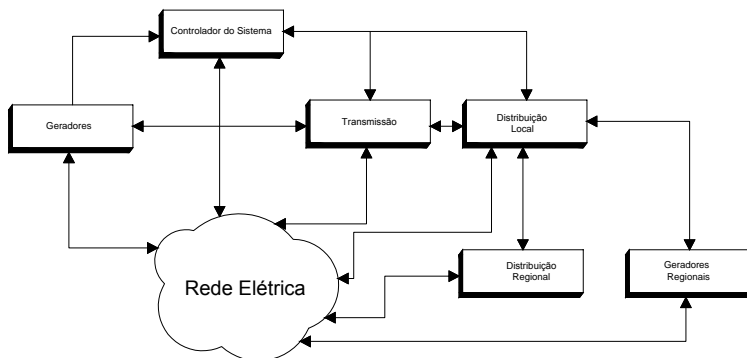 Controlador do Sistema
Geradores
Transmissão
Distribuição
Local
Rede Elétrica
Distribuição
Regional
Geradores
Regionais